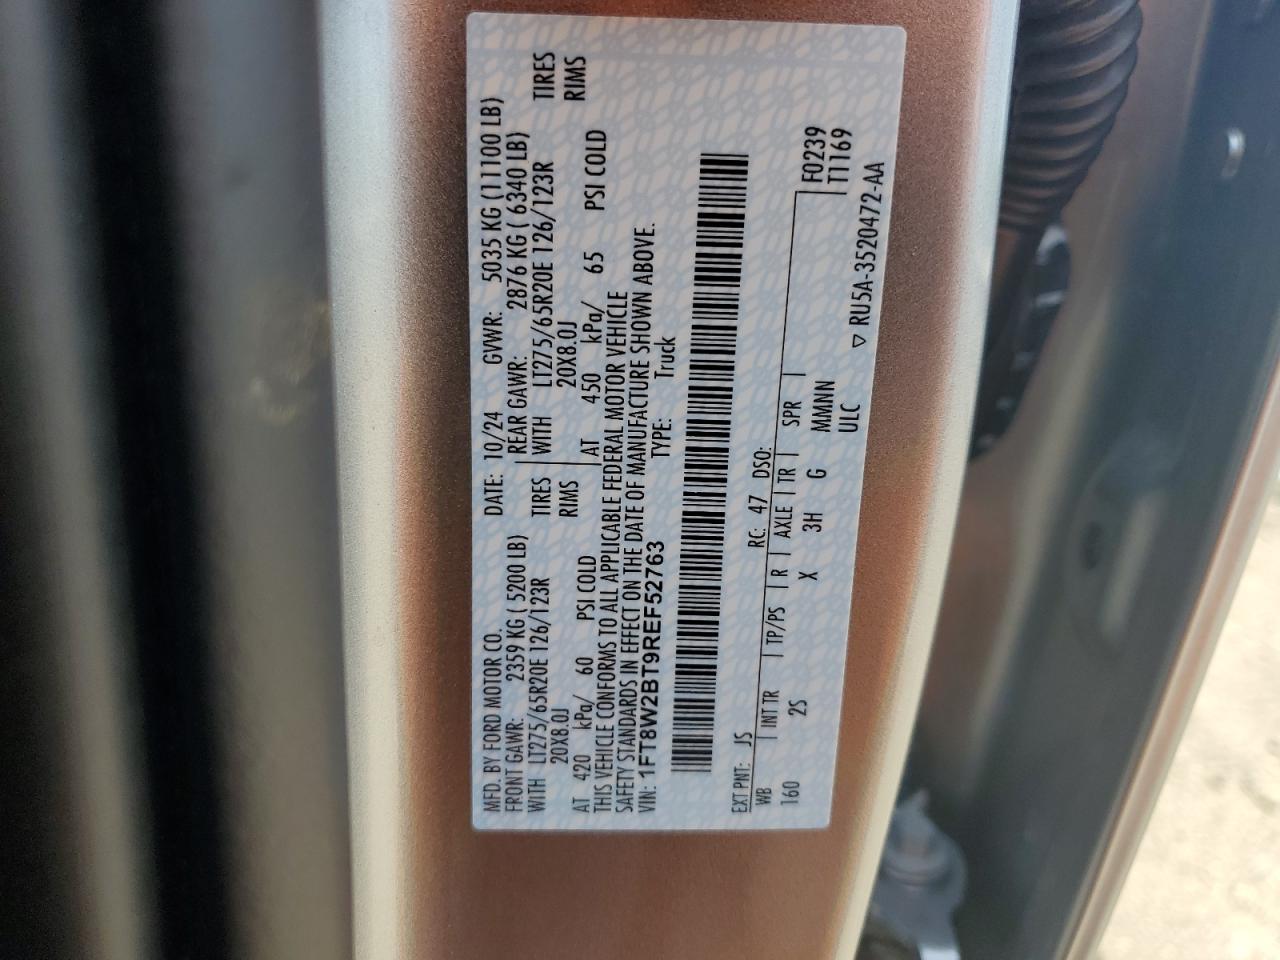 MFD. BY FORD MOTOR CO. DATE: 10/24 GVWR: 5035 KG (11100 LB)
FRONT GAWR: 2359 KG ( 5200 LB) REAR GAWR: 2876 KG ( 6340 LB)
WITH LT275/65R20E 126/123R TIRES WITH LT275/65R20E 126/123R TIRES
20X8.0J RIMS 20X8.0J RIMS
AT 420 kPa/ 60 PSI COLD AT 450 kPa/ 65 PSI COLD
THIS VEHICLE CONFORMS TO ALL APPLICABLE FEDERAL MOTOR VEHICLE
SAFETY STANDARDS IN EFFECT ON THE DATE OF MANUFACTURE SHOWN ABOVE.
VIN: 1FT8W2BT9REF52763 TYPE: Truck
EXT PNT: JS RC: 47 DSO:
WB INT TR TP/PS R AXLE TR SPR F0239
160 2S X 3H G MMNN T1169
ULC
▽ RU5A-3520472-AA